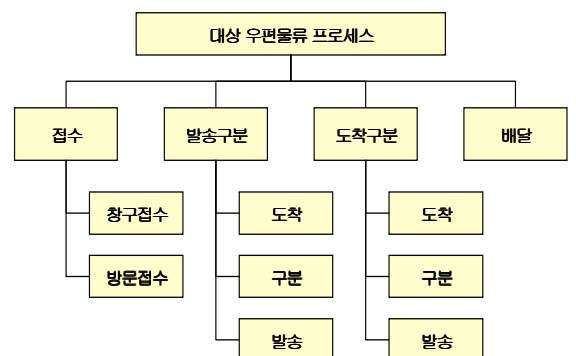 대상 우편물류 프로세스
접수
발송구분
도착구분
배달
창구접수
도착
도착
방문접수
구분
구분
발송
발송